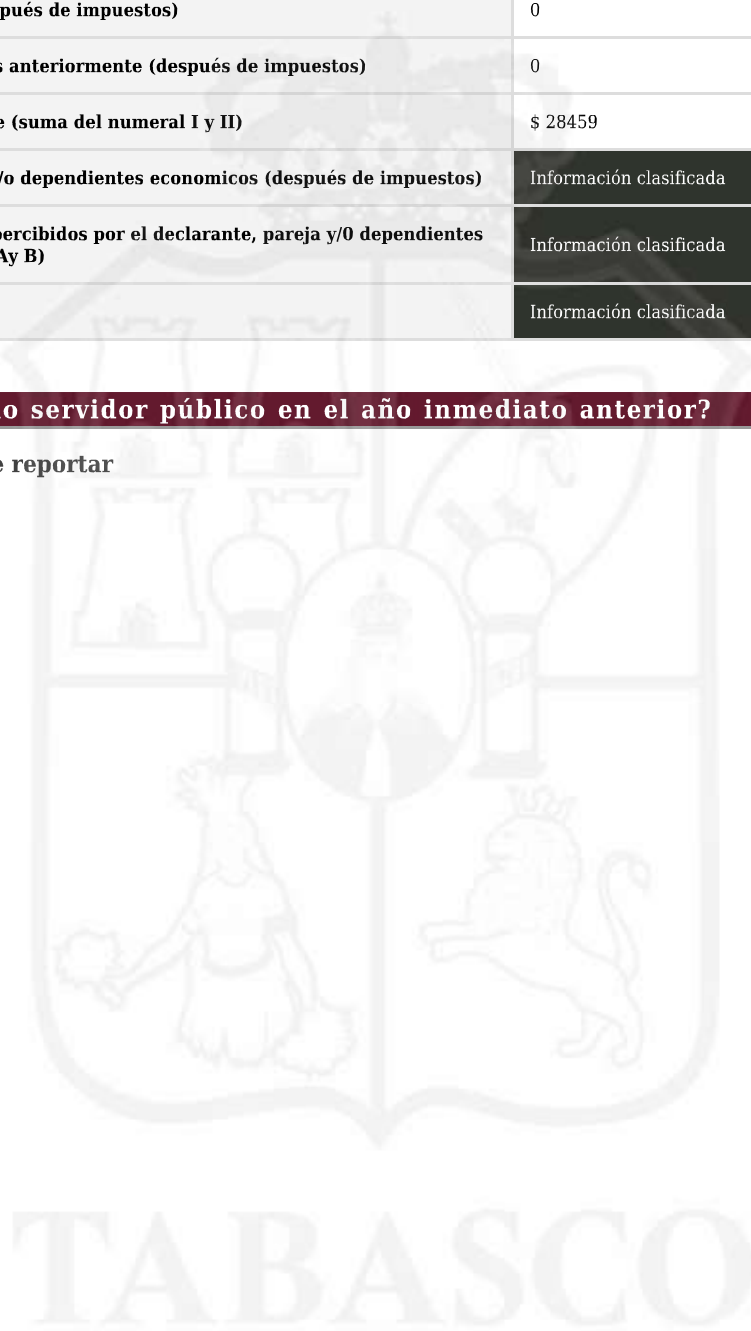 pués de impuestos)
0
s anteriormente (después de impuestos)
0
e (suma del numeral I y II)
$ 28459
/o dependientes economicos (después de impuestos)
Información clasificada
percibidos por el declarante, pareja y/0 dependientes
Ay B)
Información clasificada
Información clasificada
o servidor público en el año inmediato anterior?
e reportar
TABASCO